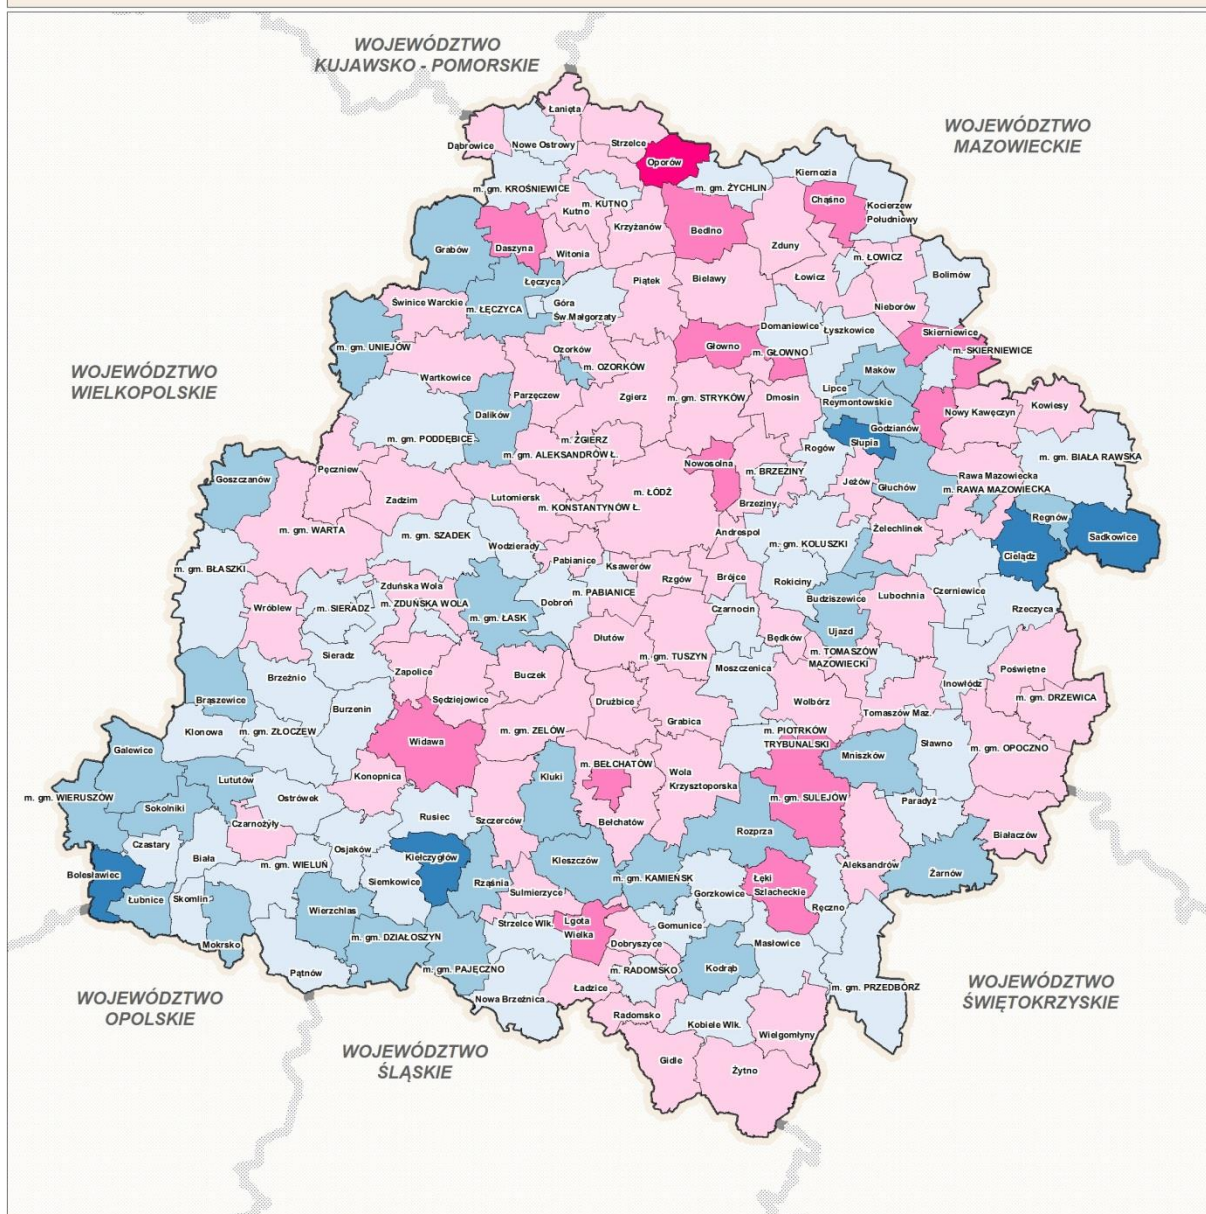 WOJEWÓDZTWO
KUJAWSKO - POMORSKIE
WOJEWÓDZTWO
MAZOWIECKIE
Łanięta
Dąbrowice
Nowe Ostrowy
Strzelce
Oporów
m. gm. KROŚNIEWICE
m. gm. ŻYCHLIN
Kiernozia
Chąśno
Kocierzew
Południowy
m. KUTNO
Kutno
Krzyżanów
Bedlno
Zduny
Grabów
Daszyna
Witonia
m. ŁOWICZ
Łowicz
Bolimów
Łęczyca
Piątek
Bielawy
Nieborów
Świnice Warckie
m. ŁĘCZYCA
Góra
Św.Małgorzaty
Domaniewice
Łyszkowice
Skierniewice
m. gm. UNIEJÓW
Ozorków
Głowno
m. GŁOWNO
m. SKIERNIEWICE
WOJEWÓDZTWO
WIELKOPOLSKIE
Wartkowice
m. OZORKÓW
Maków
Parzęczew
Zgierz
m. gm. STRYKÓW
Dmosin
Lipce
Reymontowskie
Nowy Kawęczyn
Kowiesy
Dalików
Godzianów
m. gm. PODDĘBICE
m. ZGIERZ
Słupia
m. gm. ALEKSANDRÓW Ł.
Rogów
m. gm. BIAŁA RAWSKA
Goszczanów
Pęczniew
Nowosolna
m. BRZEZINY
Jeżów
Głuchów
Rawa Mazowiecka
m. RAWA MAZOWIECKA
Zadzim
Lutomiersk
m. ŁÓDŹ
m. KONSTANTYNÓW Ł.
Brzeziny
Regnów
m. gm. WARTA
Andrespol
Żelechlinek
Sadkowice
m. gm. SZADEK
Wodzierady
m. gm. KOLUSZKI
Cielądz
m. gm. BŁASZKI
Pabianice
Ksawerów
Rzgów
Brójce
Rokiciny
Zduńska Wola
m. PABIANICE
Budziszewice
Lubochnia
Czerniewice
Wróblew
m. SIERADZ
m. ZDUŃSKA WOLA
m. gm. ŁASK
Dobroń
Czarnocin
Rzeczyca
Ujazd
Dłutów
Będków
Sieradz
m. gm. TUSZYN
m. TOMASZÓW
MAZOWIECKI
Zapolice
Buczek
Moszczenica
Poświętne
Brzeźnio
Inowłódz
Brąszewice
Sędziejowice
Drużbice
Wolbórz
m. gm. DRZEWICA
Burzenin
Grabica
Tomaszów Maz.
Klonowa
m. gm. ZŁOCZEW
Widawa
m. gm. ZELÓW
m. PIOTRKÓW
TRYBUNALSKI
Sławno
m. gm. OPOCZNO
Galewice
Mniszków
m. BEŁCHATÓW
Wola
Krzysztoporska
Lututów
Konopnica
Kluki
m. gm. WIERUSZÓW
Ostrówek
m. gm. SULEJÓW
Paradyż
Sokolniki
Rusiec
Szczerców
Bełchatów
Czarnożyły
Rozprza
Białaczów
Czastary
Osjaków
Biała
m. gm. WIELUŃ
Kiełczygłów
Kleszczów
Aleksandrów
Bolesławiec
Siemkowice
Rząśnia
m. gm. KAMIEŃSK
Łęki
Szlacheckie
Żarnów
Łubnice
Skomlin
Sulmierzyce
Gorzkowice
Wierzchlas
Ręczno
Strzelce Wlk.
Lgota
Wielka
Gomunice
Mokrsko
m. gm. DZIAŁOSZYN
Dobryszyce
Masłowice
Pątnów
m. gm. PAJĘCZNO
m. RADOMSKO
Kodrąb
m. gm. PRZEDBÓRZ
Nowa Brzeźnica
Ładzice
WOJEWÓDZTWO
OPOLSKIE
WOJEWÓDZTWO
ŚWIĘTOKRZYSKIE
Radomsko
Kobiele Wlk.
Wielgomłyny
WOJEWÓDZTWO
ŚLĄSKIE
Gidle
Żytno